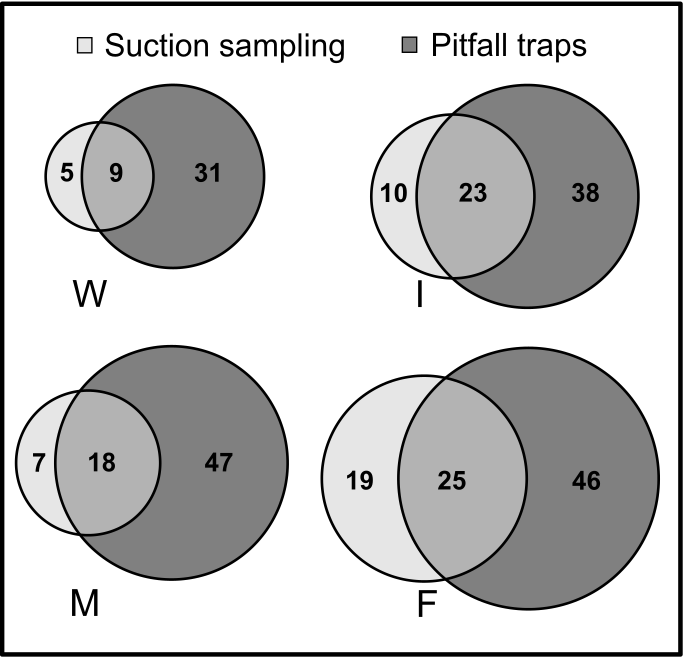 Suction sampling Pitfall traps
5 9 31
10 23 38
W
I
7 18 47
19 25 46
M
F